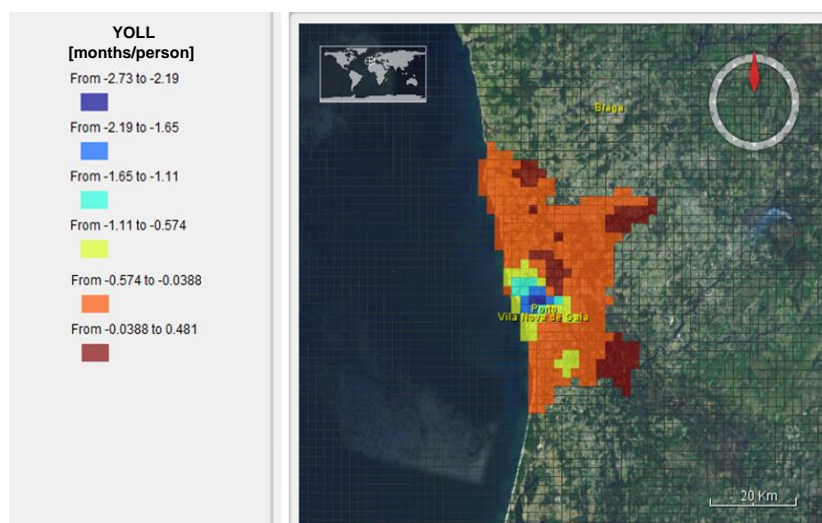 YOLL
[months/person]
From -2.73 to -2.19
From -2.19 to -1.65
From -1.65 to -1.11
From -1.11 to -0.574
From -0.574 to -0.0388
From -0.0388 to 0.481
Braga
Porto
Vila Nova de Gaia
20 Km